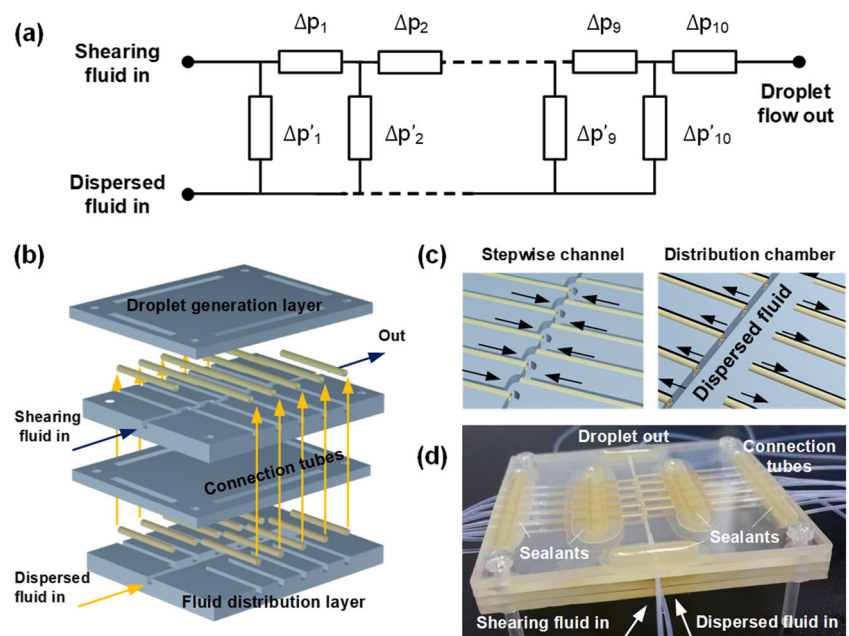 (a)
Shearing
fluid in
Δp₁
Δp₂
Δp₉
Δp₁₀
Droplet
flow out
Δp'₁
Δp'₂
Δp'₉
Δp'₁₀
Dispersed
fluid in
(b)
Droplet generation layer
Out
Shearing
fluid in
Connection tubes
Dispersed
fluid in
Fluid distribution layer
(c)
Stepwise channel
Distribution chamber
Dispersed fluid
(d)
Droplet out
Connection
tubes
Sealants
Sealants
Shearing fluid in
Dispersed fluid in